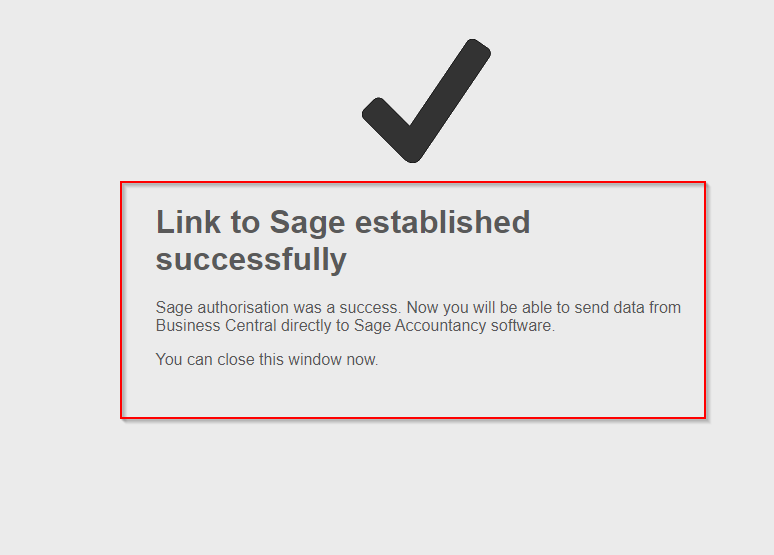 Link to Sage established
successfully
Sage authorisation was a success. Now you will be able to send data from
Business Central directly to Sage Accountancy software.
You can close this window now.